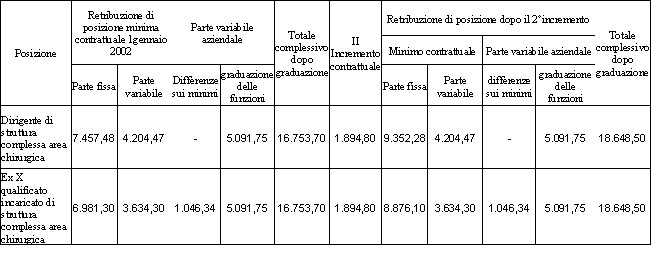 Posizione
Retribuzione di
posizione minima
contrattuale 1gennaio
2002
Parte variabile
aziendale
Totale
complessivo
dopo
graduazione
II
Incremento
contrattuale
Retribuzione di posizione dopo il 2°incremento
Totale
complessivo
dopo
graduazione
Minimo contrattuale
Parte variabile aziendale
Parte fissa
Parte
variabile
Differenze
sui minimi
graduazione
delle
funzioni
Parte fissa
Parte
variabile
differenze
sui minimi
graduazione
delle
funzioni
Dirigente di
struttura
complessa area
chirurgica
7.457,48
4.204,47
-
5.091,75
16.753,70
1.894,80
9.352,28
4.204,47
-
5.091,75
18.648,50
Ex X
qualificato
incaricato di
struttura
complessa area
chirurgica
6.981,30
3.634,30
1.046,34
5.091,75
16.753,70
1.894,80
8.876,10
3.634,30
1.046,34
5.091,75
18.648,50